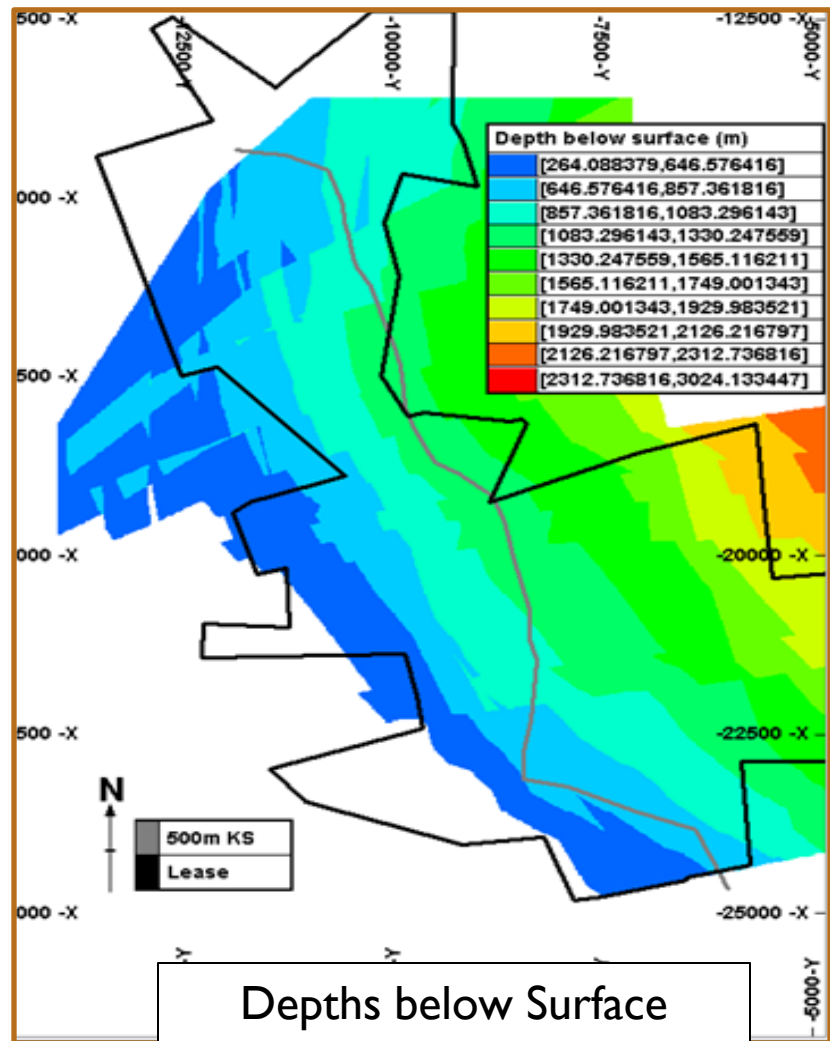 500 -X
-12500 -Y
-10000 -Y
-7500 -Y
-12500 -X
-5000 -Y
Depth below surface (m)
[264.088379,646.576416]
[646.576416,857.361816]
[857.361816,1083.296143]
[1083.296143,1330.247559]
[1330.247559,1565.116211]
[1565.116211,1749.001343]
[1749.001343,1929.983521]
[1929.983521,2126.216797]
[2126.216797,2312.736816]
[2312.736816,3024.133447]
000 -X
500 -X
000 -X
-20000 -X
500 -X
-22500 -X
N
500m KS
Lease
000 -X
-25000 -X
-Y
-Y
-Y
-5000-Y
Depths below Surface